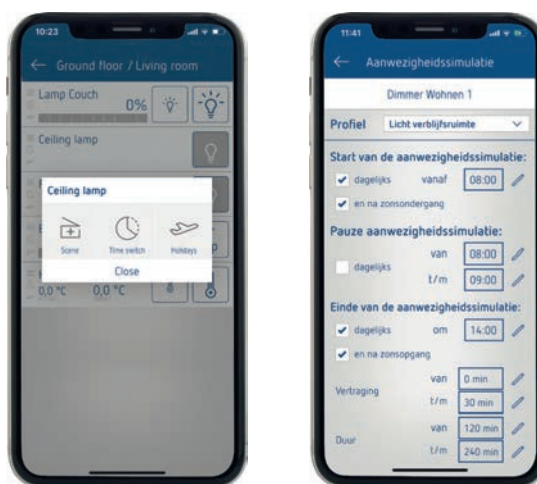 10:23
← Ground floor / Living room
Lamp Couch
0%
Ceiling lamp
Ceiling lamp
Scene
Time switch
Holidays
Close
0,0 °C 0,0 °C
11:41
← Aanwezigheidssimulatie
Dimmer Wohnen 1
Profiel Licht verblijfsruimte
Start van de aanwezigheidssimulatie:
dagelijks vanaf 08:00
en na zonsondergang
Pauze aanwezigheidssimulatie:
van 08:00
dagelijks
t/m 09:00
Einde van de aanwezigheidssimulatie:
dagelijks om 14:00
en na zonsopgang
van 0 min
Vertraging
t/m 30 min
van 120 min
Duur
t/m 240 min